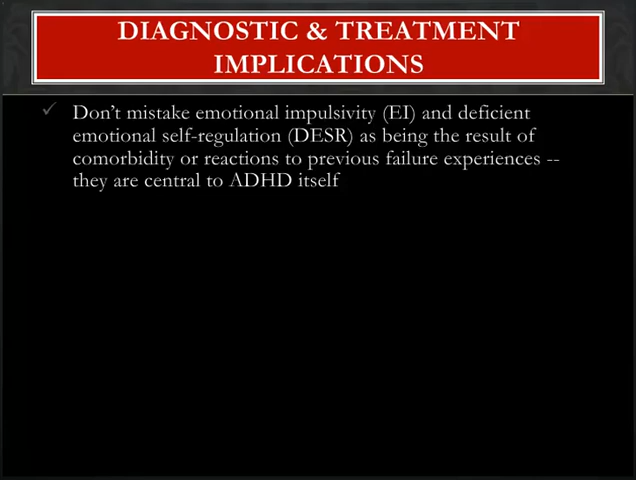 DIAGNOSTIC & TREATMENT
IMPLICATIONS
Don't mistake emotional impulsivity (EI) and deficient
emotional self-regulation (DESR) as being the result of
comorbidity or reactions to previous failure experiences --
they are central to ADHD itself